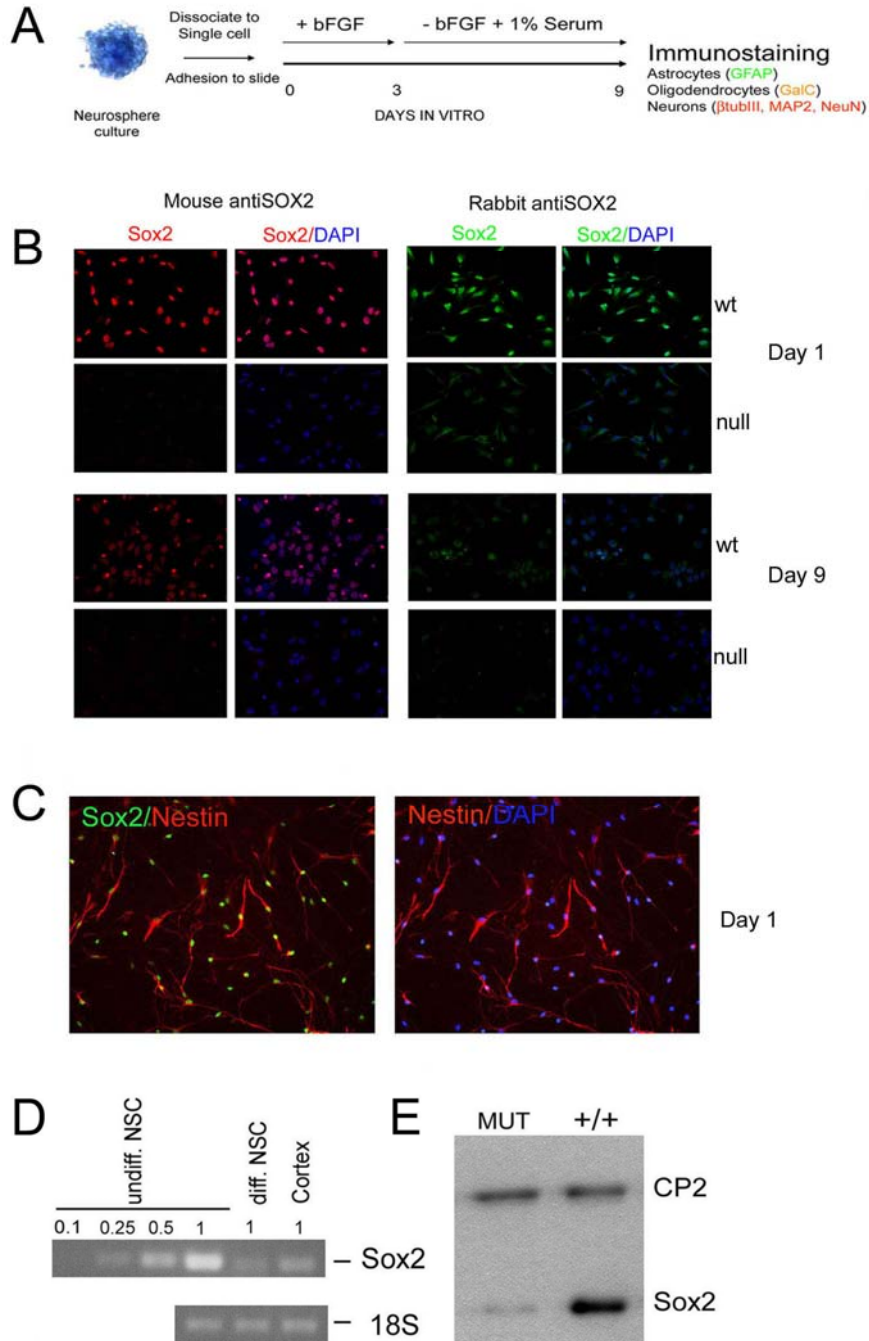 A
Neurosphere
culture
Dissociate to
Single cell
Adhesion to slide
+ bFGF
- bFGF + 1% Serum
0
3
9
DAYS IN VITRO
Immunostaining
Astrocytes (GFAP)
Oligodendrocytes (GalC)
Neurons (βtubIII, MAP2, NeuN)
B
Mouse antiSOX2
Rabbit antiSOX2
Sox2
Sox2/DAPI
Sox2
Sox2/DAPI
wt
Day 1
null
wt
Day 9
null
C
Sox2/Nestin
Nestin/DAPI
Day 1
D
undiff. NSC
diff. NSC
Cortex
0.1 0.25 0.5 1 1 1
Sox2
18S
E
MUT +/+
CP2
Sox2